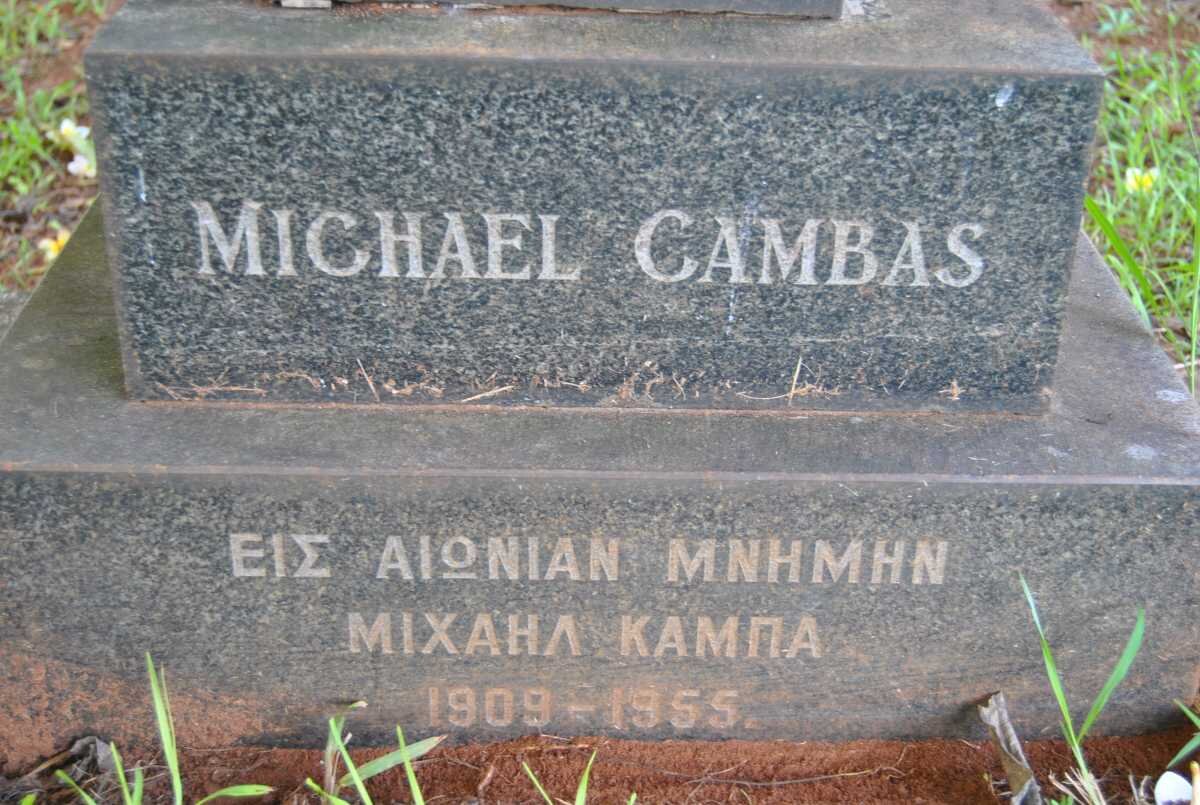 MICHAEL CAMBAS
ΕΙΣ ΑΙΩΝΙΑΝ ΜΝΗΜΗΝ
ΜΙΧΑΗΛ ΚΑΜΠΑ
1909 - 1955.